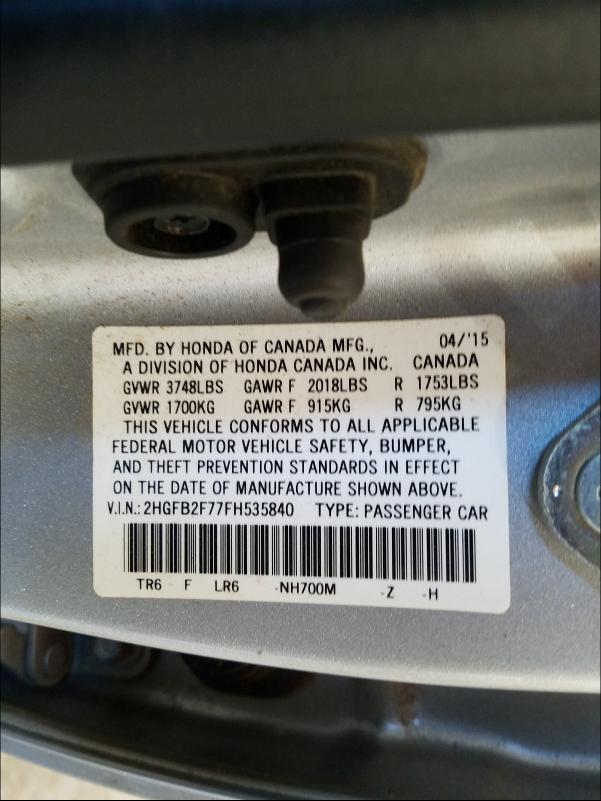 MFD. BY HONDA OF CANADA MFG., 04/'15
A DIVISION OF HONDA CANADA INC. CANADA
GVWR 3748LBS GAWR F 2018LBS R 1753LBS
GVWR 1700KG GAWR F 915KG R 795KG
THIS VEHICLE CONFORMS TO ALL APPLICABLE
FEDERAL MOTOR VEHICLE SAFETY, BUMPER,
AND THEFT PREVENTION STANDARDS IN EFFECT
ON THE DATE OF MANUFACTURE SHOWN ABOVE.
V.I.N.: 2HGFB2F77FH535840 TYPE: PASSENGER CAR
TR6 F LR6 -NH700M -Z -H